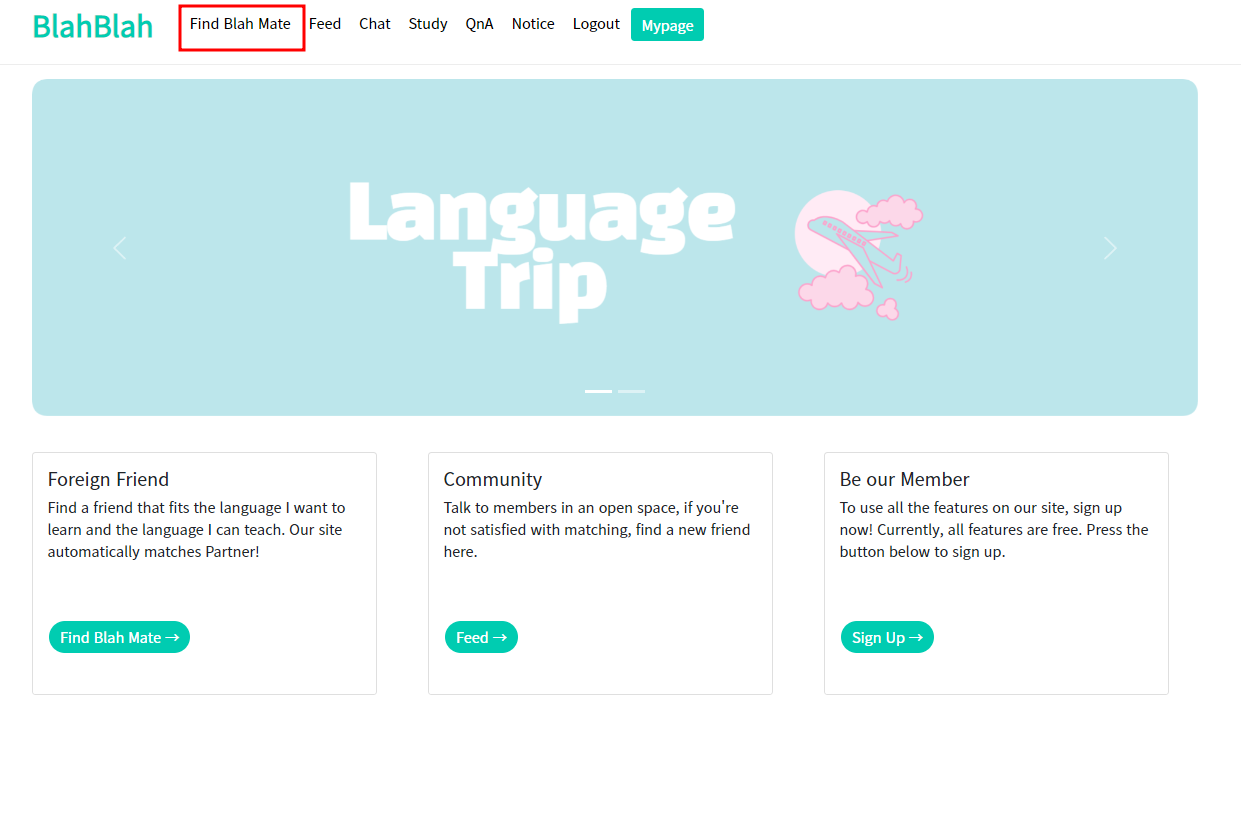 BlahBlah Find Blah Mate Feed Chat Study QnA Notice Logout Mypage
Language
Trip
Foreign Friend
Find a friend that fits the language I want to
learn and the language I can teach. Our site
automatically matches Partner!
Find Blah Mate →
Community
Talk to members in an open space, if you're
not satisfied with matching, find a new friend
here.
Feed →
Be our Member
To use all the features on our site, sign up
now! Currently, all features are free. Press the
button below to sign up.
Sign Up →